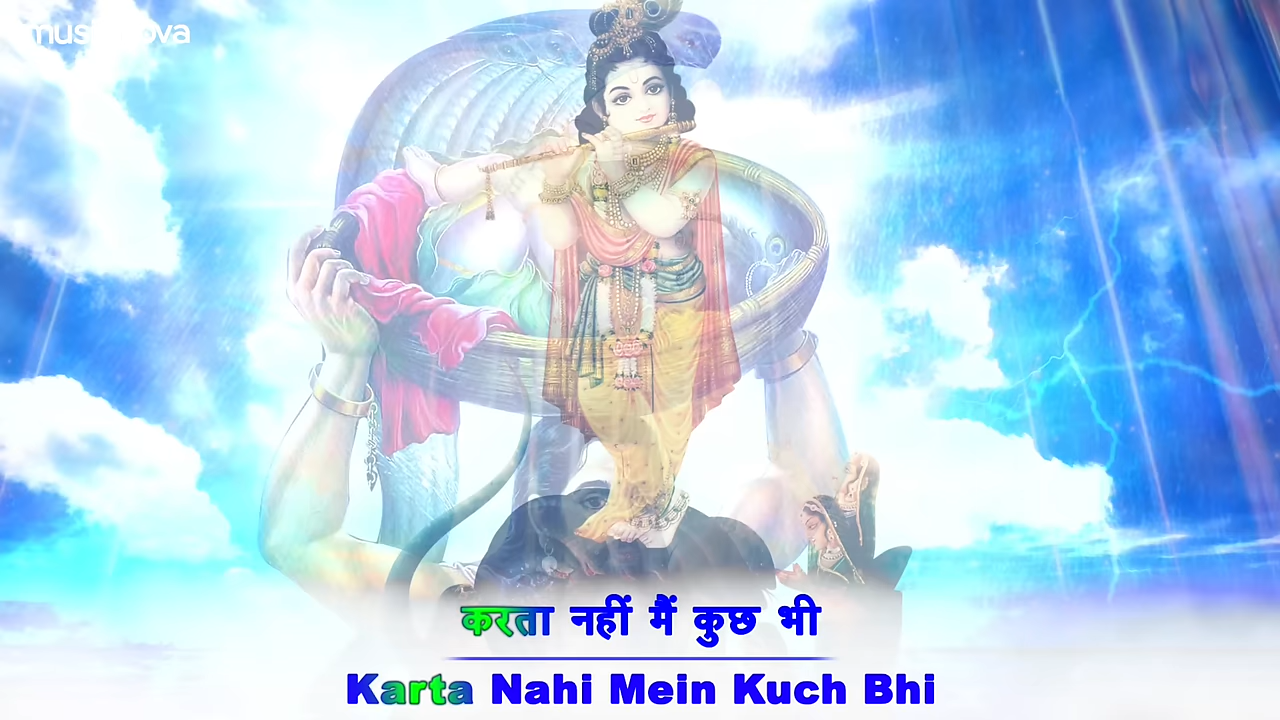 करता नहीं मैं कुछ भी
Karta Nahi Mein Kuch Bhi